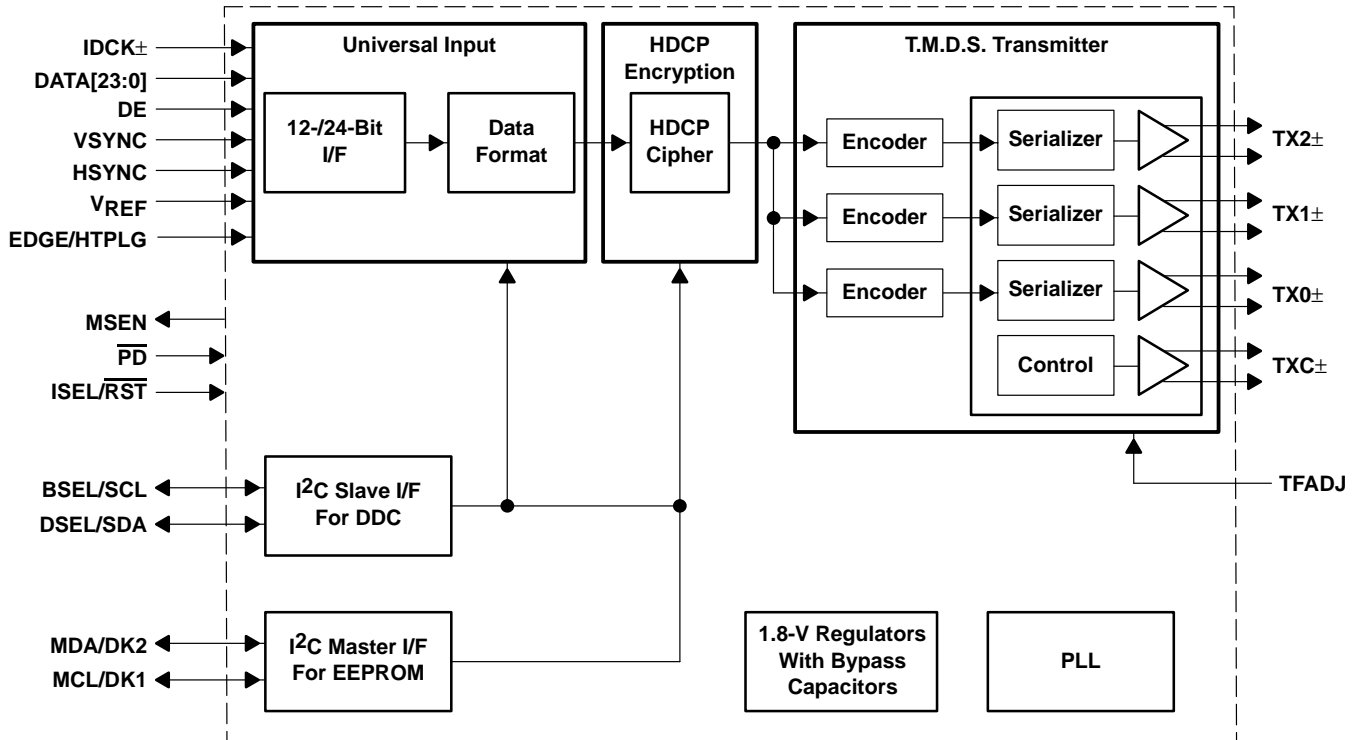 IDCK±
DATA[23:0]
DE
VSYNC
HSYNC
VREF
EDGE/HTPLG
MSEN
PD
ISEL/RST
BSEL/SCL
DSEL/SDA
MDA/DK2
MCL/DK1
Universal Input
12-/24-Bit
I/F
Data
Format
HDCP
Encryption
HDCP
Cipher
T.M.D.S. Transmitter
Encoder
Serializer
Encoder
Serializer
Encoder
Serializer
Control
TX2±
TX1±
TX0±
TXC±
TFADJ
I2C Slave I/F
For DDC
I2C Master I/F
For EEPROM
1.8-V Regulators
With Bypass
Capacitors
PLL